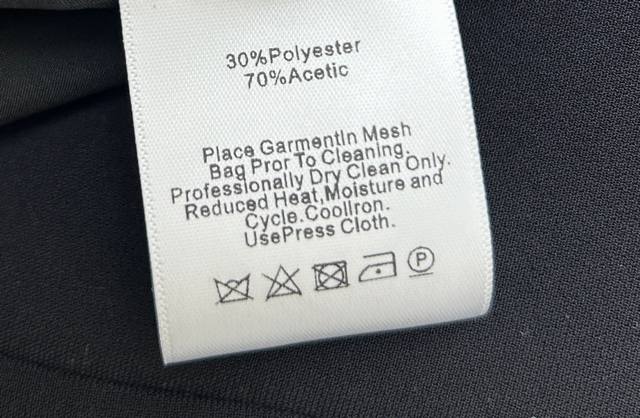 30%Polyester
70%Acetic
Place GarmentIn Mesh
Bag Pror To Cleaning.
Professionally Dry Clean Only.
Reduced Heat,Moisture and
Cycle.CoolIron.
UsePress Cloth.
P